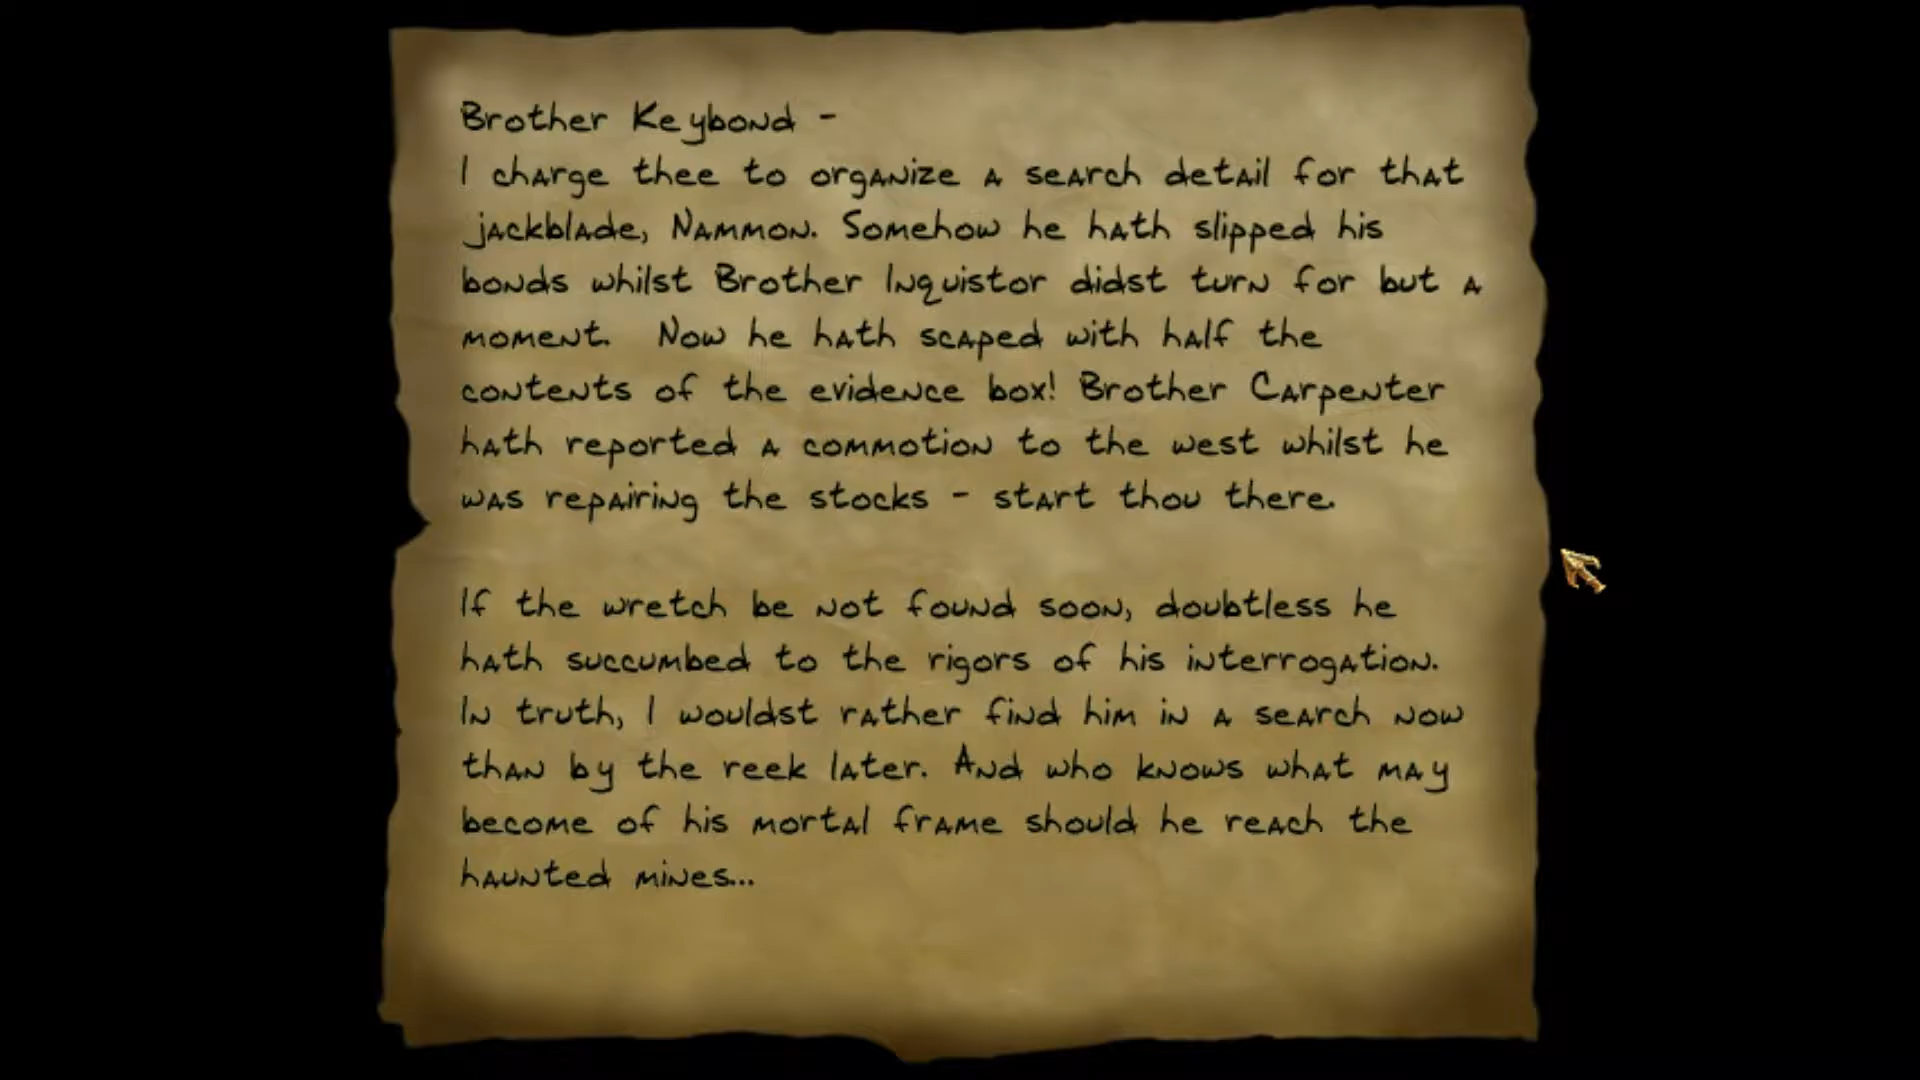 Brother Keybond -
I charge thee to organize a search detail for that
jackblade, Nammon. Somehow he hath slipped his
bonds whilst Brother Inquistor didst turn for but a
moment. Now he hath scaped with half the
contents of the evidence box! Brother Carpenter
hath reported a commotion to the west whilst he
was repairing the stocks - start thou there.
If the wretch be not found soon, doubtless he
hath succumbed to the rigors of his interrogation.
In truth, I wouldst rather find him in a search now
than by the reek later. And who knows what may
become of his mortal frame should he reach the
haunted mines...